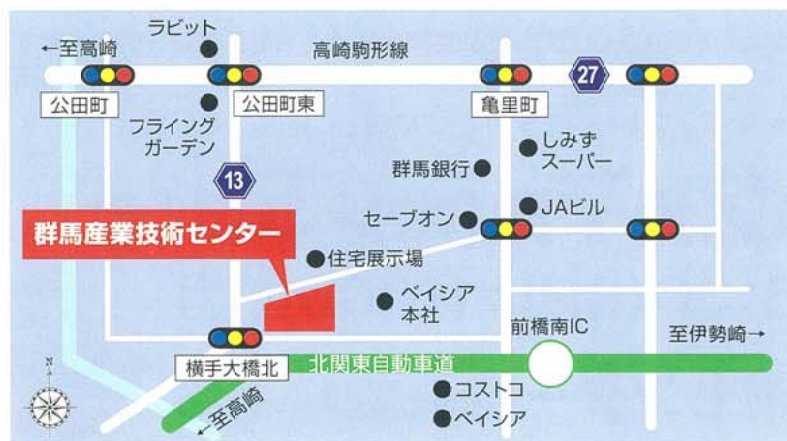 ラビット
←至高崎
高崎駒形線
27
公田町
公田町東
亀里町
フライング
ガーデン
しみず
スーパー
群馬銀行
13
JAビル
セーブオン
群馬産業技術センター
住宅展示場
ベイシア
本社
前橋南IC
至伊勢崎→
横手大橋北
北関東自動車道
N
←至高崎
コストコ
ベイシア